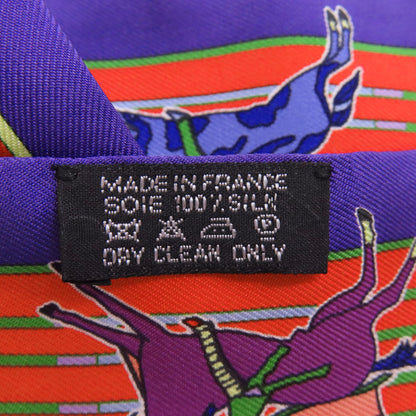 MADE IN FRANCE
SOIE 100% SILK
DRY CLEAN ONLY